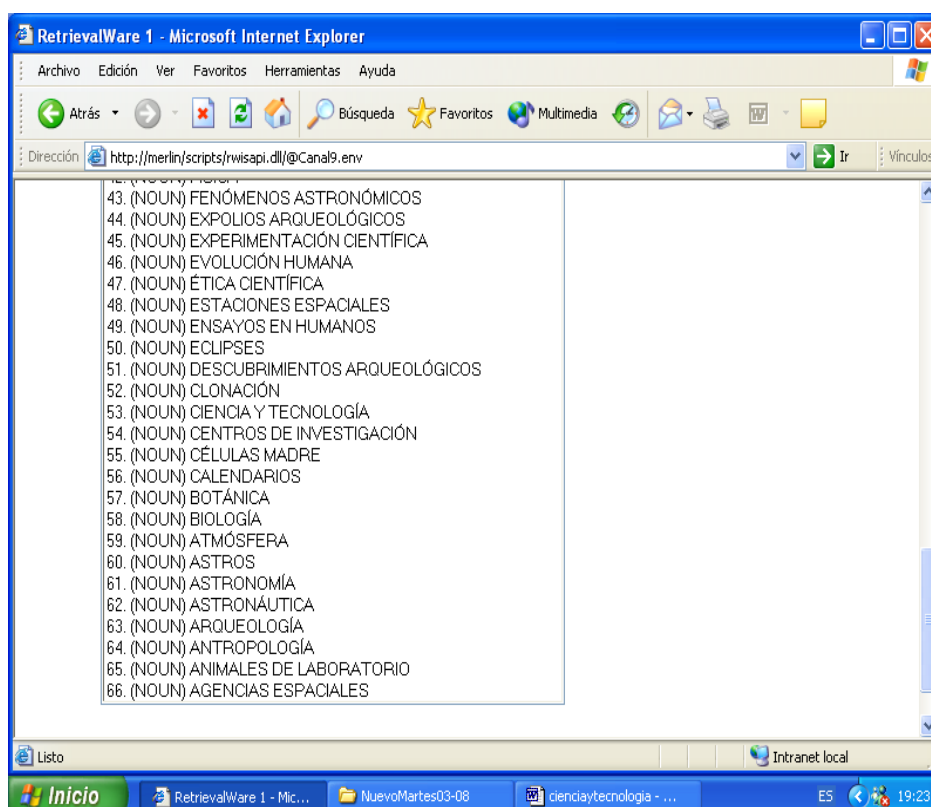 RetrievalWare 1 - Microsoft Internet Explorer
Archivo Edición Ver Favoritos Herramientas Ayuda
Atrás Búsqueda Favoritos Multimedia
Dirección http://merlin/scripts/rwisapi.dll/@Canal9.env Ir Vínculos
42. (NOUN) FÍSICA
43. (NOUN) FENÓMENOS ASTRONÓMICOS
44. (NOUN) EXPOLIOS ARQUEOLÓGICOS
45. (NOUN) EXPERIMENTACIÓN CIENTÍFICA
46. (NOUN) EVOLUCIÓN HUMANA
47. (NOUN) ÉTICA CIENTÍFICA
48. (NOUN) ESTACIONES ESPACIALES
49. (NOUN) ENSAYOS EN HUMANOS
50. (NOUN) ECLIPSES
51. (NOUN) DESCUBRIMIENTOS ARQUEOLÓGICOS
52. (NOUN) CLONACIÓN
53. (NOUN) CIENCIA Y TECNOLOGÍA
54. (NOUN) CENTROS DE INVESTIGACIÓN
55. (NOUN) CÉLULAS MADRE
56. (NOUN) CALENDARIOS
57. (NOUN) BOTÁNICA
58. (NOUN) BIOLOGÍA
59. (NOUN) ATMÓSFERA
60. (NOUN) ASTROS
61. (NOUN) ASTRONOMÍA
62. (NOUN) ASTRONÁUTICA
63. (NOUN) ARQUEOLOGÍA
64. (NOUN) ANTROPOLOGÍA
65. (NOUN) ANIMALES DE LABORATORIO
66. (NOUN) AGENCIAS ESPACIALES
Listo Intranet local
Inicio RetrievalWare 1 - Mic... NuevoMartes03-08 cienciaytecnologia - ... ES 19:23